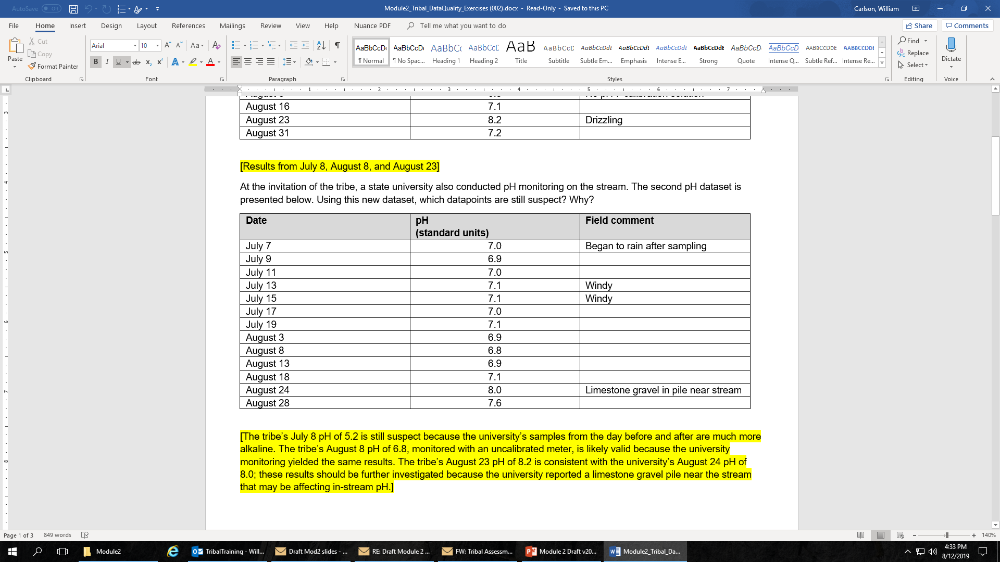 AutoSave Off
Module2_Tribal_DataQuality_Exercises (002).docx - Read-Only - Saved to this PC
Carlson, William
File Home Insert Design Layout References Mailings Review View Help Nuance PDF Tell me what you want to do
Share Comments
Paste
Cut
Copy
Format Painter
Clipboard
Arial 10
Font
Paragraph
AaBbCcDc AaBbCcDc AaBbCc AaBbCcC AaB AaBbCcD AaBbCcDdl AaBbCcDdl AaBbCcDdl AaBbCcDdE AaBbCcD AaBbCcD AABBCCDDE AABBCCDDE
¶ Normal ¶ No Spac... Heading 1 Heading 2 Title Subtitle Subtle Em... Emphasis Intense E... Strong Quote Intense Q... Subtle Ref... Intense Re...
Styles
Find
Replace
Select
Editing
Dictate
Voice
1 2 3 4 5 6 7
August 16 7.1
August 23 8.2 Drizzling
August 31 7.2
[Results from July 8, August 8, and August 23]
At the invitation of the tribe, a state university also conducted pH monitoring on the stream. The second pH dataset is
presented below. Using this new dataset, which datapoints are still suspect? Why?
Date pH Field comment
(standard units)
July 7 7.0 Began to rain after sampling
July 9 6.9
July 11 7.0
July 13 7.1 Windy
July 15 7.1 Windy
July 17 7.0
July 19 7.1
August 3 6.9
August 8 6.8
August 13 6.9
August 18 7.1
August 24 8.0 Limestone gravel in pile near stream
August 28 7.6
[The tribe’s July 8 pH of 5.2 is still suspect because the university’s samples from the day before and after are much more
alkaline. The tribe’s August 8 pH of 6.8, monitored with an uncalibrated meter, is likely valid because the university
monitoring yielded the same results. The tribe’s August 23 pH of 8.2 is consistent with the university’s August 24 pH of
8.0; these results should be further investigated because the university reported a limestone gravel pile near the stream
that may be affecting in-stream pH.]
Page 1 of 3 849 words
140%
Module2
TribalTraining - Will...
Draft Mod2 slides - ...
RE: Draft Module 2 ...
FW: Tribal Assessm...
Module 2 Draft v20...
Module2_Tribal_Da...
4:33 PM
8/12/2019